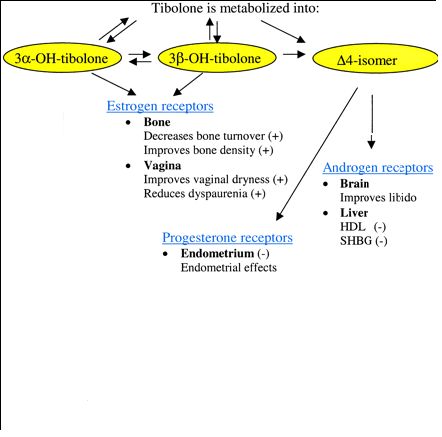 Tibolone is metabolized into:
3α-OH-tibolone
3β-OH-tibolone
Δ4-isomer
Estrogen receptors
• Bone
Decreases bone turnover (+)
Improves bone density (+)
• Vagina
Improves vaginal dryness (+)
Reduces dyspaurenia (+)
Androgen receptors
• Brain
Improves libido
• Liver
HDL (-)
SHBG (-)
Progesterone receptors
• Endometrium (-)
Endometrial effects